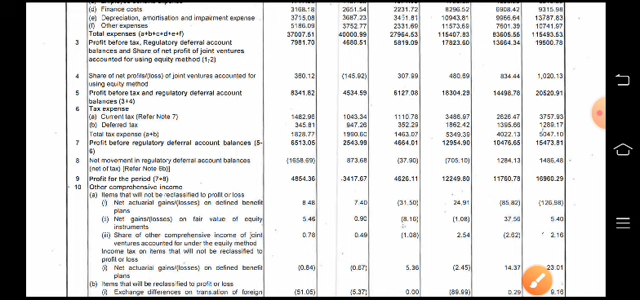 (d) Finance costs 3168.18 2954.29 2231.72 8296.52 6908.42 9315.98
(e) Depreciation, amortisation and impairment expense 3715.08 3687.23 3431.81 10943.81 9966.64 13787.83
(f) Other expenses 5186.09 3752.77 2331.69 11573.60 7601.39 10741.97
Total expenses (a+b+c+d+e+f) 37007.51 40000.99 27964.53 115407.83 83605.55 115493.51
3 Profit before tax, Regulatory deferral account 7981.70 4680.51 5819.09 17823.60 13664.34 19500.78
balances and Share of net profit of joint ventures
accounted for using equity method (1-2)
4 Share of net profits/(loss) of joint ventures accounted for 360.12 (145.92) 307.99 480.69 834.44 1,020.13
using equity method
5 Profit before tax and regulatory deferral account 8341.82 4534.59 6127.08 18304.29 14498.78 20520.91
balances (3+4)
6 Tax expense
(a) Current tax (Refer Note 7) 1482.96 1043.34 1110.78 3486.97 2626.47 3757.93
(b) Deferred tax 345.81 947.26 352.29 1862.42 1395.66 1289.17
Total tax expense (a+b) 1828.77 1990.60 1463.07 5349.39 4022.13 5047.10
7 Profit before regulatory deferral account balances (5- 6513.05 2543.99 4664.01 12954.90 10476.65 15473.81
6)
8 Net movement in regulatory deferral account balances (1658.69) 873.68 (37.90) (705.10) 1284.13 1486.48
(net of tax) [Refer Note 6b)]
9 Profit for the period (7+8) 4854.36 3417.67 4626.11 12249.80 11760.78 16960.29
10 Other comprehensive income
(a) Items that will not be reclassified to profit or loss
(i) Net actuarial gains/(losses) on defined benefit 8.48 7.40 (31.50) 24.91 (85.82) (126.98)
plans
(ii) Net gains/(losses) on fair value of equity 5.46 0.90 (8.16) (1.08) 37.56 5.40
instruments
(iii) Share of other comprehensive income of joint 0.78 0.49 (1.08) 2.54 (2.62) 2.16
ventures accounted for under the equity method
Income tax on items that will not be reclassified to
profit or loss
(i) Net actuarial gains/(losses) on defined benefit (0.84) (0.67) 5.36 (2.45) 14.37 23.01
plans
(b) Items that will be reclassified to profit or loss
(i) Exchange differences on translation of foreign (51.05) (5.37) 0.00 (89.99) 0.29 9.16